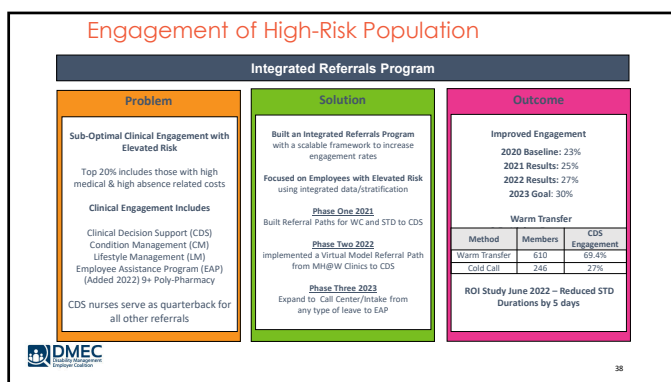 Engagement of High-Risk Population
Integrated Referrals Program
Problem
Sub-Optimal Clinical Engagement with
Elevated Risk
Top 20% includes those with high
medical & high absence related costs
Clinical Engagement Includes
Clinical Decision Support (CDS)
Condition Management (CM)
Lifestyle Management (LM)
Employee Assistance Program (EAP)
(Added 2022) 9+ Poly-Pharmacy
CDS nurses serve as quarterback for
all other referrals
Solution
Built an Integrated Referrals Program
with a scalable framework to increase
engagement rates
Focused on Employees with Elevated Risk
using integrated data/stratification
Phase One 2021
Built Referral Paths for WC and STD to CDS
Phase Two 2022
implemented a Virtual Model Referral Path
from MH@W Clinics to CDS
Phase Three 2023
Expand to Call Center/Intake from
any type of leave to EAP
Outcome
Improved Engagement
2020 Baseline: 23%
2021 Results: 25%
2022 Results: 27%
2023 Goal: 30%
Warm Transfer
Method Members CDS Engagement
Warm Transfer 610 69.4%
Cold Call 246 27%
ROI Study June 2022 – Reduced STD
Durations by 5 days
DMEC
Disability Management
Employer Coalition
38